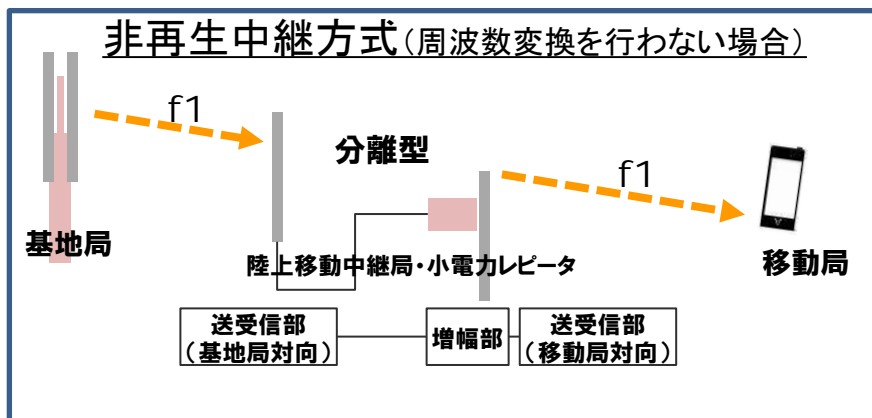 非再生中継方式（周波数変換を行わない場合）
f1
分離型
f1
基地局
陸上移動中継局・小電力レピータ
移動局
送受信部
（基地局対向）
増幅部
送受信部
（移動局対向）